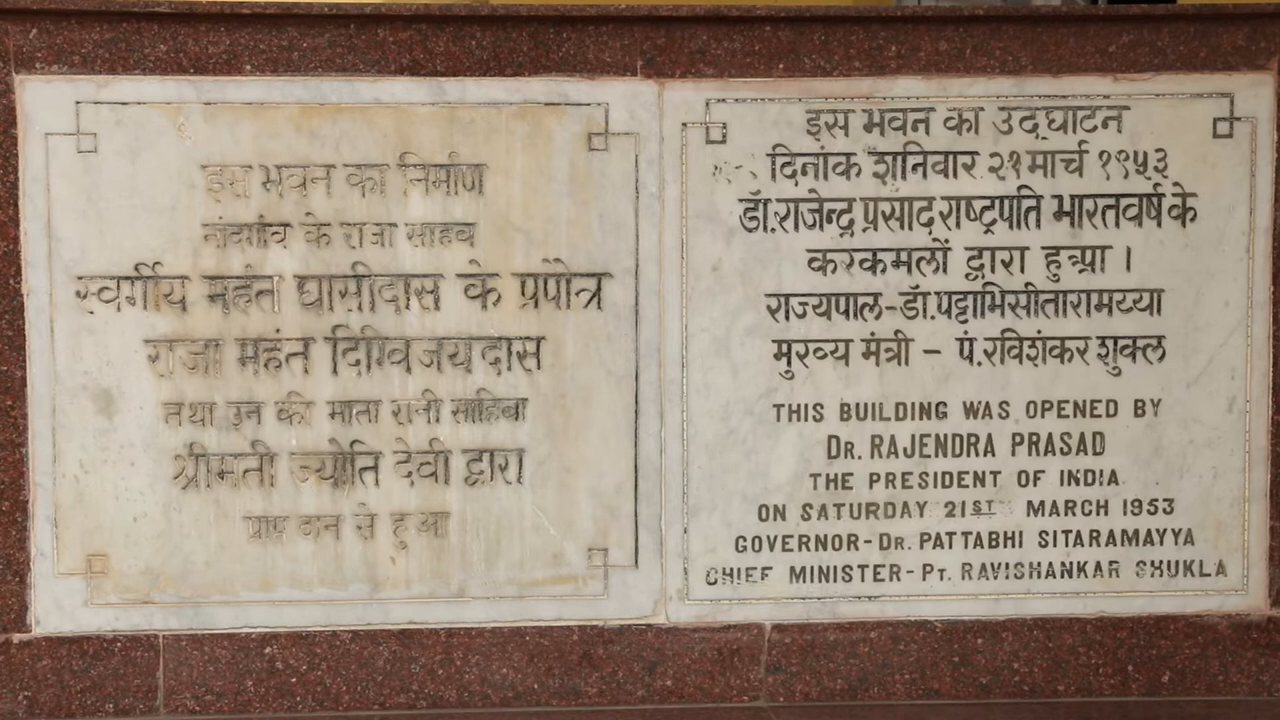 इस भवन का निर्माण
नांदगांव के राजा साहब
स्वर्गीय महंत घासीदास के प्रपौत्र
राजा महंत दिग्विजय दास
तथा उन की माता रानी साहिबा
श्रीमती ज्योति देवी द्वारा
प्राप्त दान से हुआ
इस भवन का उद्घाटन
दिनांक शनिवार २१ मार्च १९५३
डॉ.राजेन्द्र प्रसाद राष्ट्रपति भारतवर्ष के
करकमलों द्वारा हुआ ।
राज्यपाल-डॉ.पट्टाभिसीतारामय्या
मुख्य मंत्री - पं.रविशंकर शुक्ल
THIS BUILDING WAS OPENED BY
DR. RAJENDRA PRASAD
THE PRESIDENT OF INDIA
ON SATURDAY 21ST MARCH 1953
GOVERNOR-DR. PATTABHI SITARAMAYYA
CHIEF MINISTER-PT. RAVISHANKAR SHUKLA